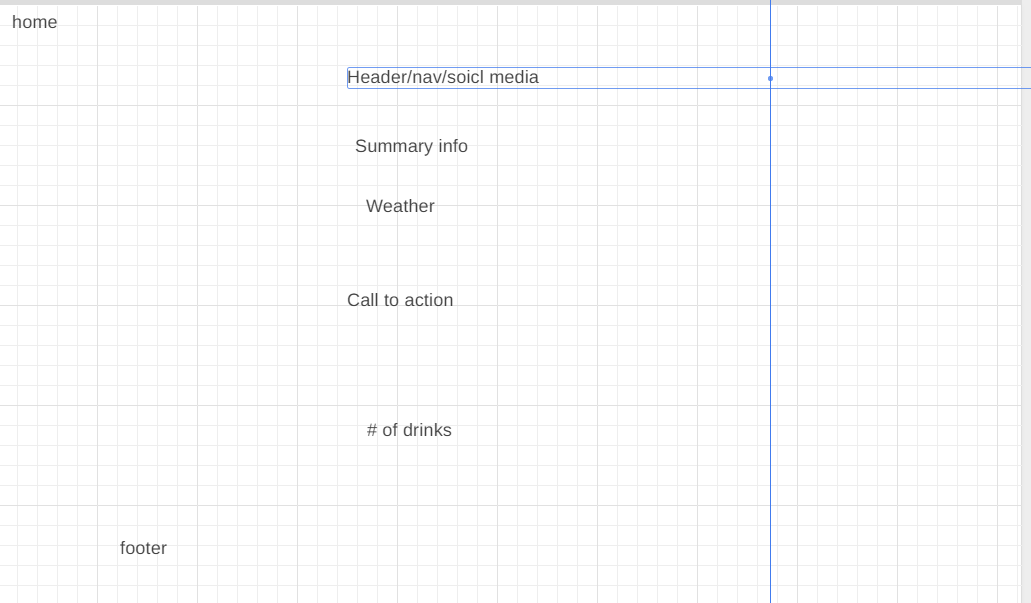 home
Header/nav/soicl media
Summary info
Weather
Call to action
# of drinks
footer